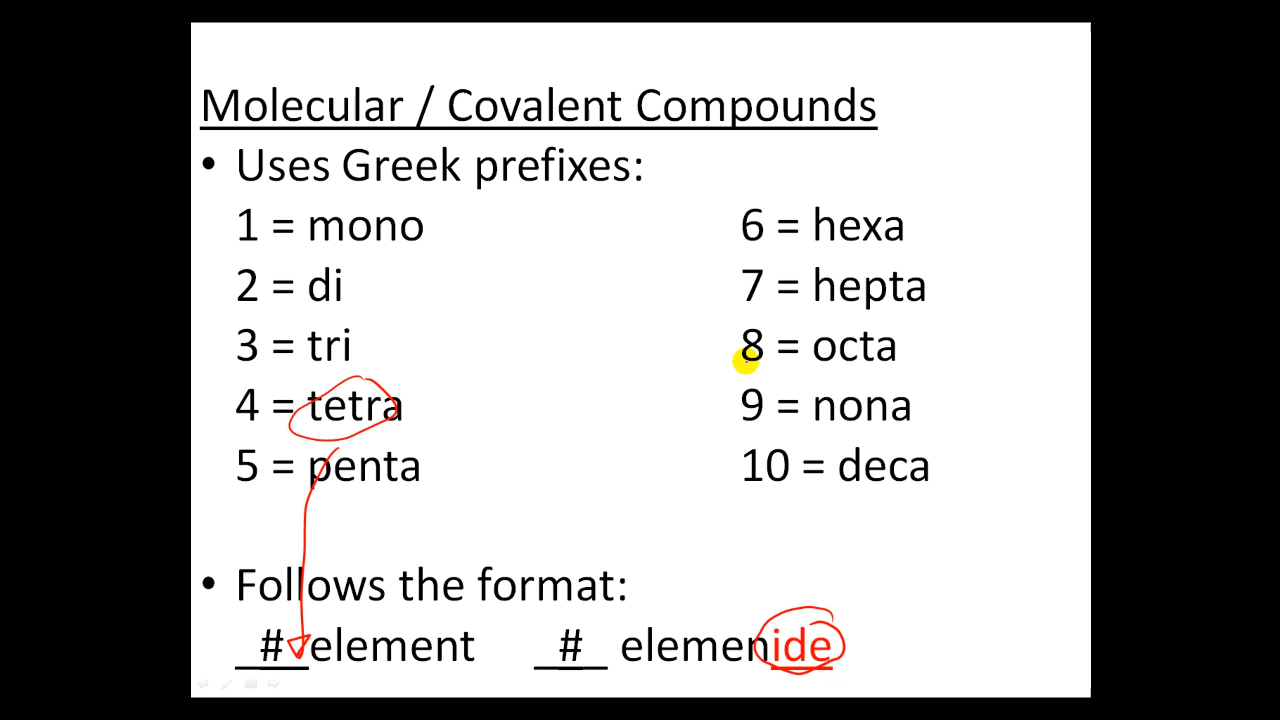 Molecular / Covalent Compounds
• Uses Greek prefixes:
1 = mono 6 = hexa
2 = di 7 = hepta
3 = tri 8 = octa
4 = tetra 9 = nona
5 = penta 10 = deca
• Follows the format:
_#_element _#_ elemenide